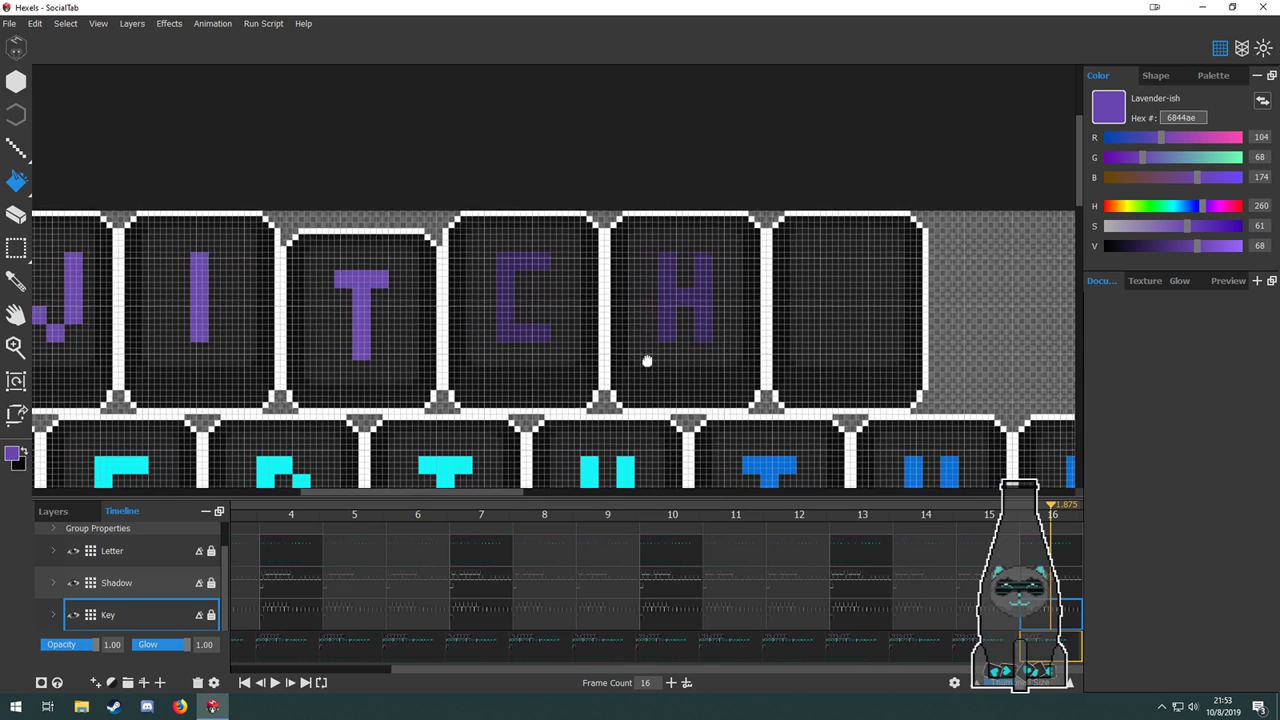 Hexels - SocialTab
File Edit Select View Layers Effects Animation Run Script Help
Color Shape Palette
Lavender-ish
Hex #: 6844ae
R 104
G 68
B 174
H 260
S 61
V 68
Docu... Texture Glow Preview
I T C H
Layers Timeline
Group Properties
Letter
Shadow
Key
Opacity 1.00 Glow 1.00
4 5 6 7 8 9 10 11 12 13 14 15 16
1.875
Frame Count 16
Size
21:53
10/8/2019